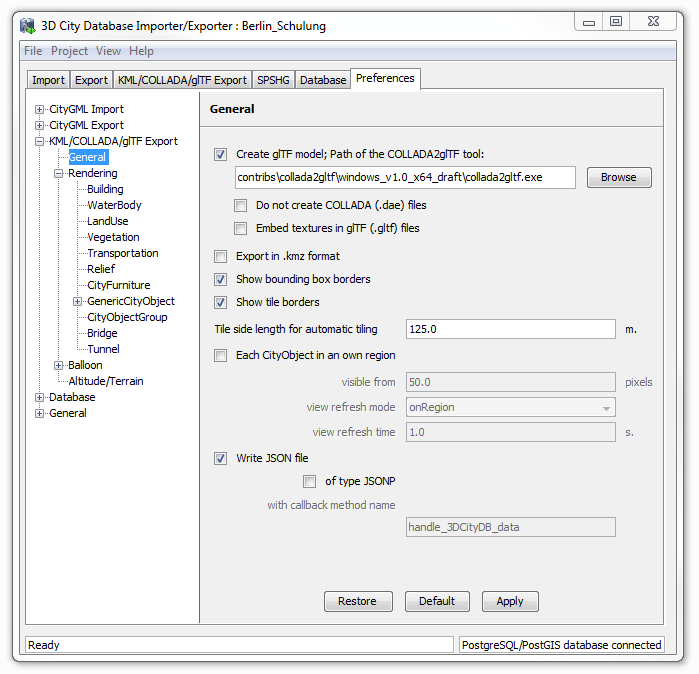 3D City Database Importer/Exporter : Berlin_Schulung
File Project View Help
Import Export KML/COLLADA/glTF Export SPSHG Database Preferences
CityGML Import
CityGML Export
KML/COLLADA/glTF Export
General
Rendering
Building
WaterBody
LandUse
Vegetation
Transportation
Relief
CityFurniture
GenericCityObject
CityObjectGroup
Bridge
Tunnel
Balloon
Altitude/Terrain
Database
General
General
Create glTF model; Path of the COLLADA2glTF tool:
contribs\collada2gltf\windows_v1.0_x64_draft\collada2gltf.exe Browse
Do not create COLLADA (.dae) files
Embed textures in glTF (.gltf) files
Export in .kmz format
Show bounding box borders
Show tile borders
Tile side length for automatic tiling 125.0 m.
Each CityObject in an own region
visible from 50.0 pixels
view refresh mode onRegion
view refresh time 1.0 s.
Write JSON file
of type JSONP
with callback method name
handle_3DCityDB_data
Restore Default Apply
Ready PostgreSQL/PostGIS database connected